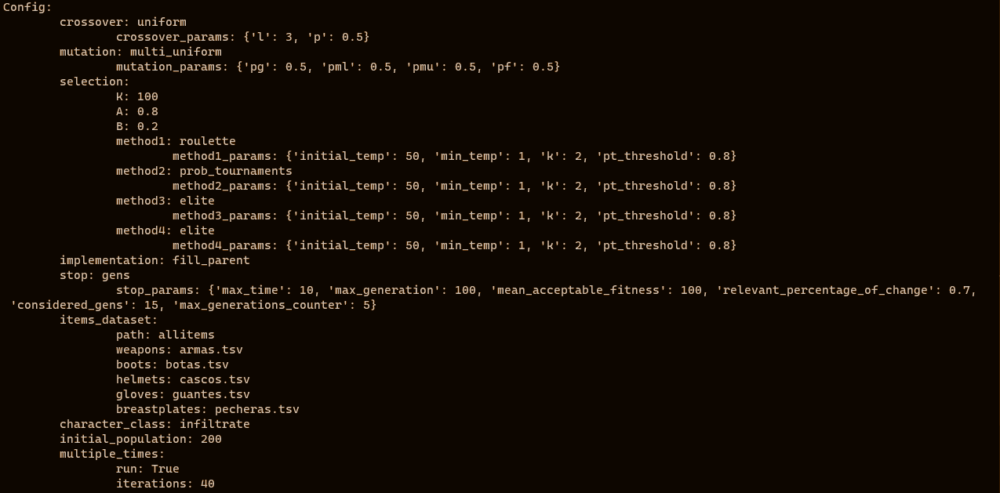 Config:
crossover: uniform
crossover_params: {'l': 3, 'p': 0.5}
mutation: multi_uniform
mutation_params: {'pg': 0.5, 'pml': 0.5, 'pmu': 0.5, 'pf': 0.5}
selection:
K: 100
A: 0.8
B: 0.2
method1: roulette
method1_params: {'initial_temp': 50, 'min_temp': 1, 'k': 2, 'pt_threshold': 0.8}
method2: prob_tournaments
method2_params: {'initial_temp': 50, 'min_temp': 1, 'k': 2, 'pt_threshold': 0.8}
method3: elite
method3_params: {'initial_temp': 50, 'min_temp': 1, 'k': 2, 'pt_threshold': 0.8}
method4: elite
method4_params: {'initial_temp': 50, 'min_temp': 1, 'k': 2, 'pt_threshold': 0.8}
implementation: fill_parent
stop: gens
stop_params: {'max_time': 10, 'max_generation': 100, 'mean_acceptable_fitness': 100, 'relevant_percentage_of_change': 0.7,
'considered_gens': 15, 'max_generations_counter': 5}
items_dataset:
path: allitems
weapons: armas.tsv
boots: botas.tsv
helmets: cascos.tsv
gloves: guantes.tsv
breastplates: pecheras.tsv
character_class: infiltrate
initial_population: 200
multiple_times:
run: True
iterations: 40